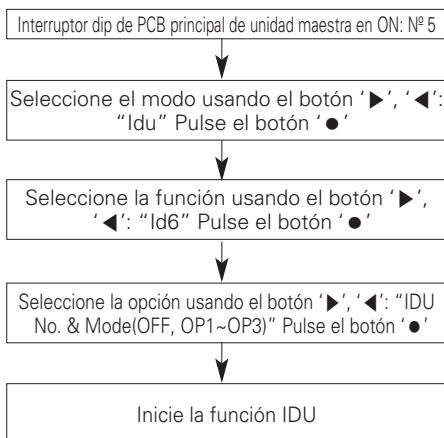 Interruptor dip de PCB principal de unidad maestra en ON: Nº 5
Seleccione el modo usando el botón ‘▶’, ‘◀’:
“Idu” Pulse el botón ‘●’
Seleccione la función usando el botón ‘▶’,
‘◀’: “Id6” Pulse el botón ‘●’
Seleccione la opción usando el botón ‘▶’, ‘◀’: “IDU
No. & Mode(OFF, OP1~OP3)” Pulse el botón ‘●’
Inicie la función IDU